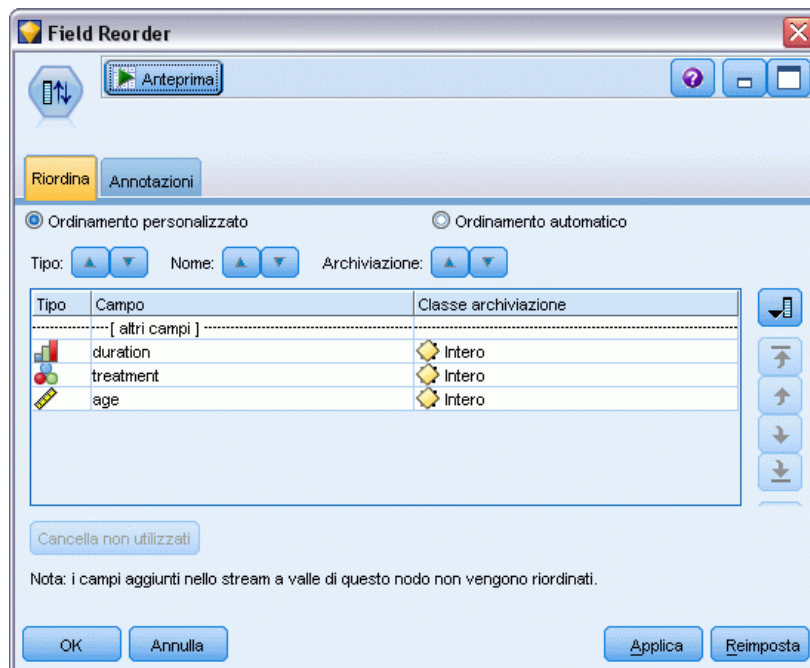 Field Reorder
Anteprima
Riordina Annotazioni
Ordinamento personalizzato Ordinamento automatico
Tipo: Nome: Archiviazione:
Tipo Campo Classe archiviazione
[ altri campi ]
duration Intero
treatment Intero
age Intero
Cancella non utilizzati
Nota: i campi aggiunti nello stream a valle di questo nodo non vengono riordinati.
OK Annulla Applica Reimposta